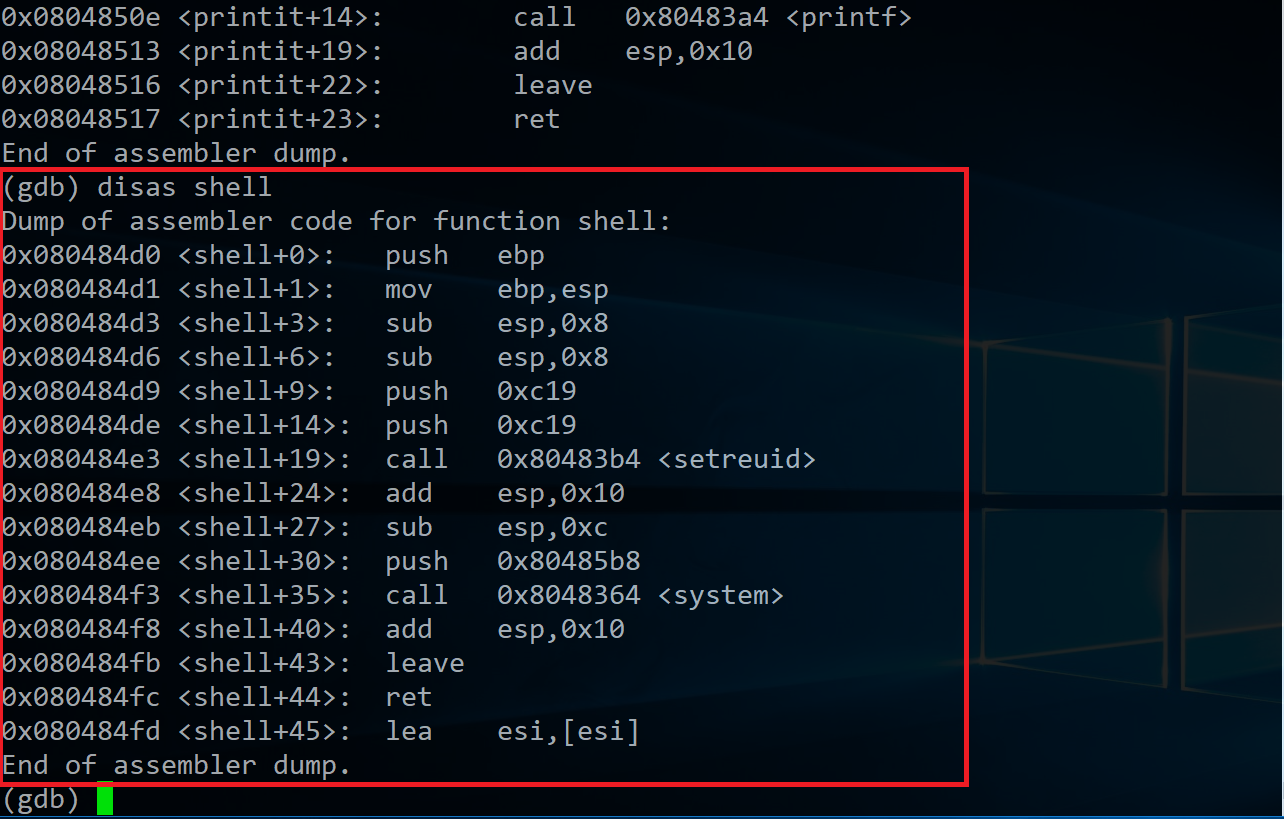 0x0804850e <printit+14>:        call   0x80483a4 <printf>
0x08048513 <printit+19>:        add    esp,0x10
0x08048516 <printit+22>:        leave
0x08048517 <printit+23>:        ret
End of assembler dump.
(gdb) disas shell
Dump of assembler code for function shell:
0x080484d0 <shell+0>:   push   ebp
0x080484d1 <shell+1>:   mov    ebp,esp
0x080484d3 <shell+3>:   sub    esp,0x8
0x080484d6 <shell+6>:   sub    esp,0x8
0x080484d9 <shell+9>:   push   0xc19
0x080484de <shell+14>:  push   0xc19
0x080484e3 <shell+19>:  call   0x80483b4 <setreuid>
0x080484e8 <shell+24>:  add    esp,0x10
0x080484eb <shell+27>:  sub    esp,0xc
0x080484ee <shell+30>:  push   0x80485b8
0x080484f3 <shell+35>:  call   0x8048364 <system>
0x080484f8 <shell+40>:  add    esp,0x10
0x080484fb <shell+43>:  leave
0x080484fc <shell+44>:  ret
0x080484fd <shell+45>:  lea    esi,[esi]
End of assembler dump.
(gdb)